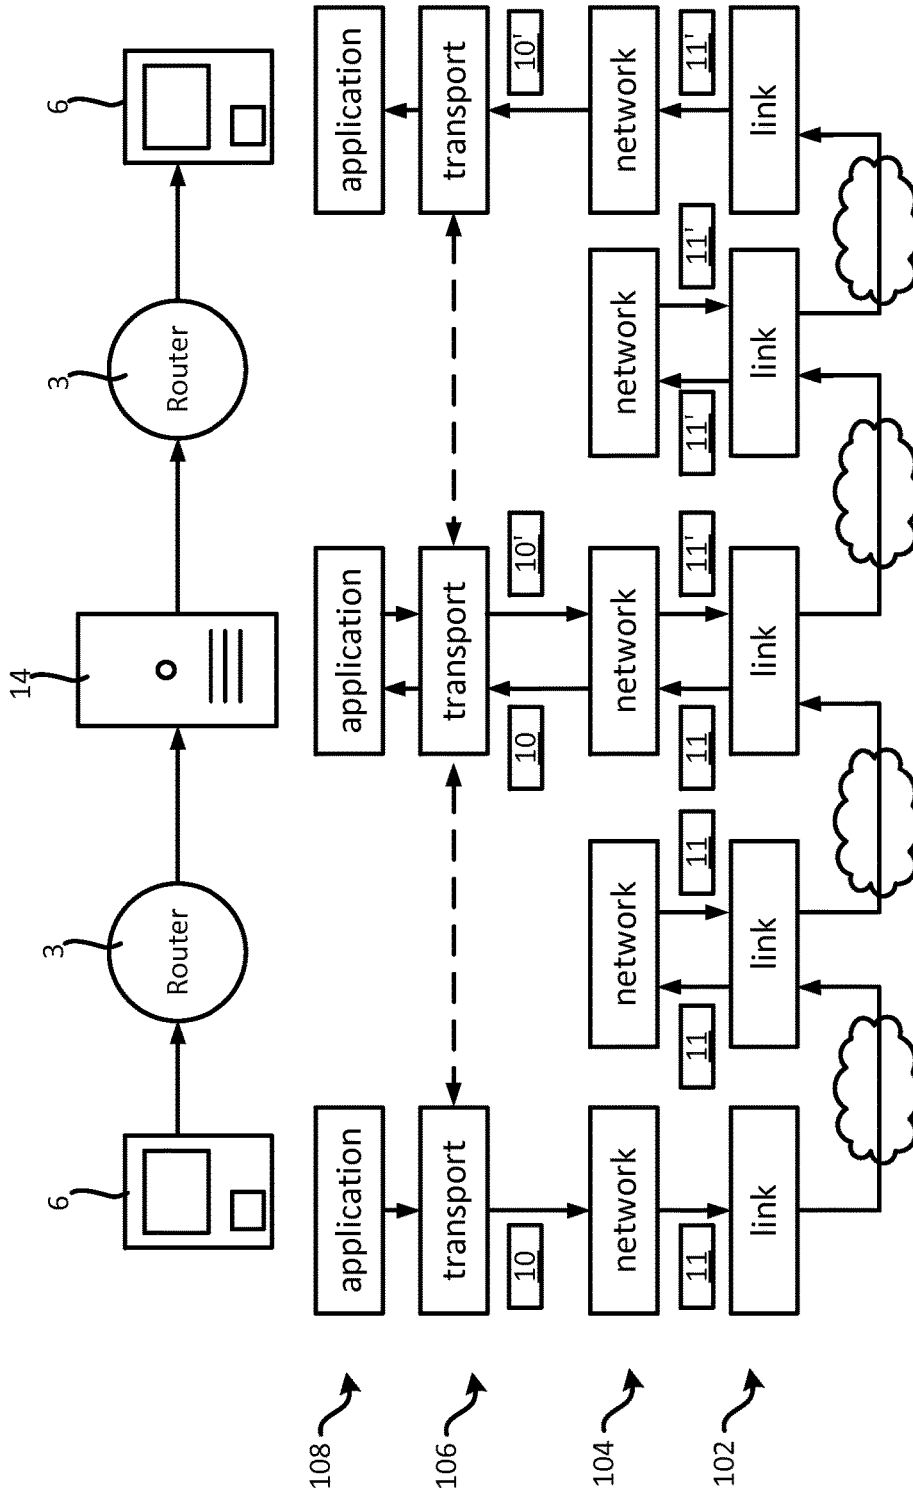 14
6 3 3 6
Router Router
108 application application application
106 transport transport transport
10 10 10' 10'
104 network network network network network
11 11 11 11 11' 11' 11' 11'
102 link link link link link